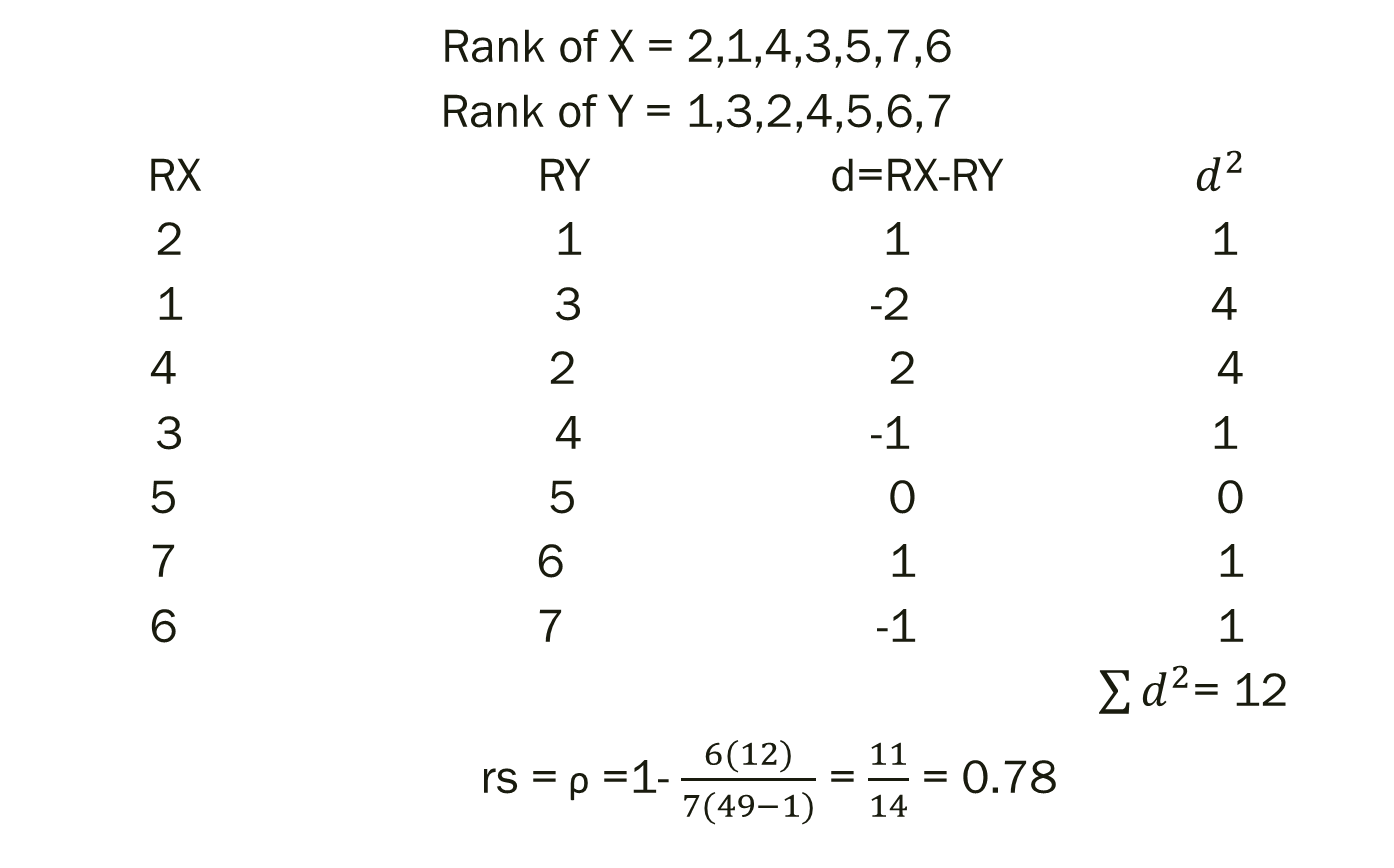 Rank of X = 2,1,4,3,5,7,6
Rank of Y = 1,3,2,4,5,6,7
RX RY d=RX-RY d²
2 1 1 1
1 3 -2 4
4 2 2 4
3 4 -1 1
5 5 0 0
7 6 1 1
6 7 -1 1
∑ d²= 12
rs = ρ =1- 6(12)/7(49−1) = 11/14 = 0.78